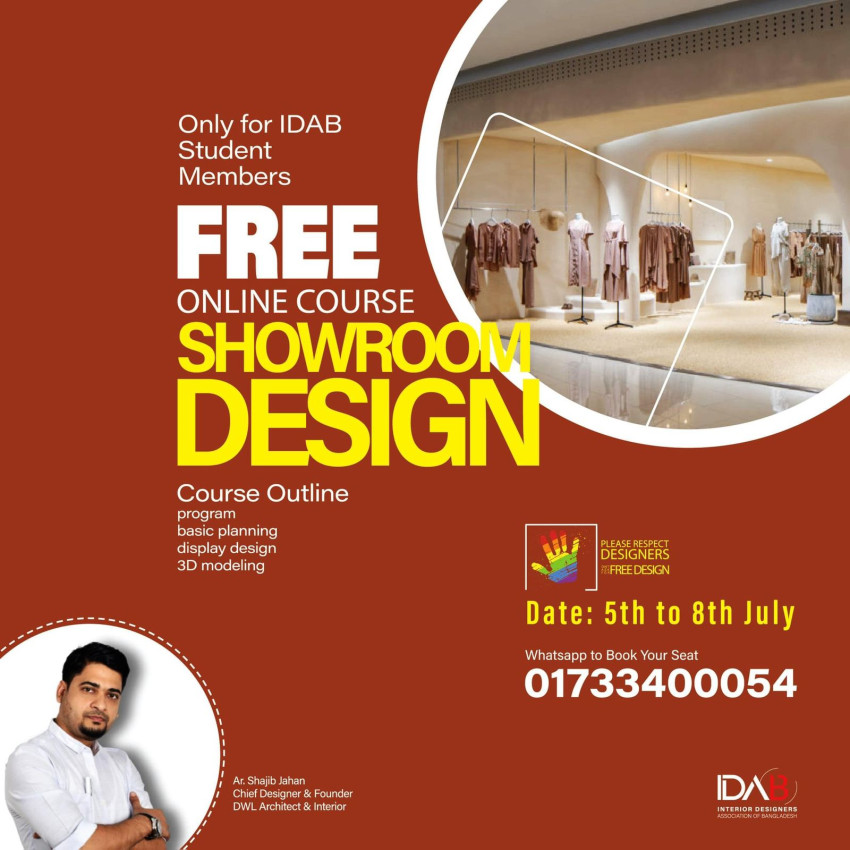 Only for IDAB
Student
Members
FREE
ONLINE COURSE
SHOWROOM
DESIGN
Course Outline
program
basic planning
display design
3D modeling
PLEASE RESPECT
DESIGNERS
FREE DESIGN
Date: 5th to 8th July
Whatsapp to Book Your Seat
01733400054
Ar. Shajib Jahan
Chief Designer & Founder
DWL Architect & Interior
IDAB
INTERIOR DESIGNERS
ASSOCIATION OF BANGLADESH